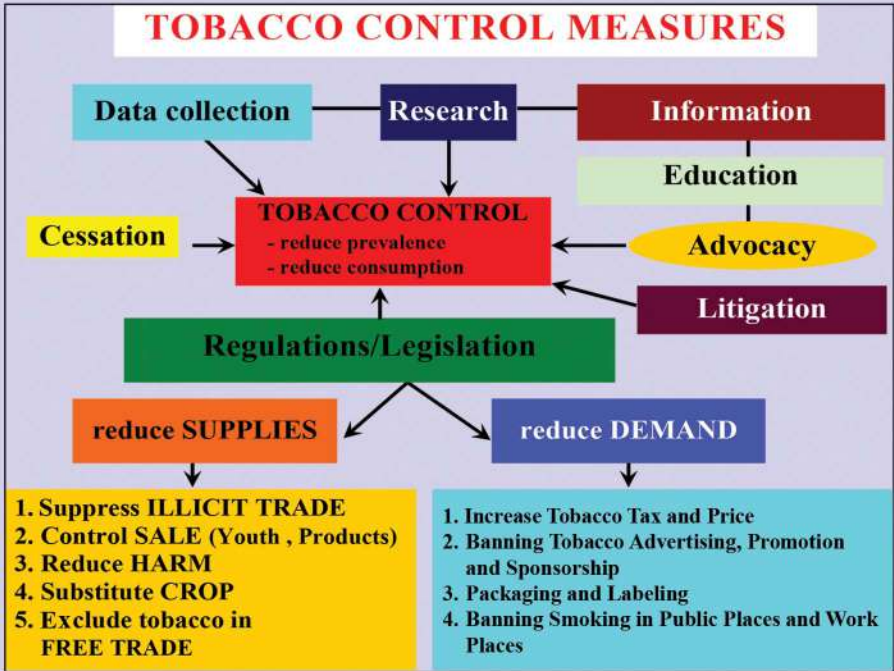 TOBACCO CONTROL MEASURES
Data collection
Research
Information
Education
Cessation
TOBACCO CONTROL
- reduce prevalence
- reduce consumption
Advocacy
Litigation
Regulations/Legislation
reduce SUPPLIES
reduce DEMAND
1. Suppress ILLICIT TRADE
2. Control SALE (Youth , Products)
3. Reduce HARM
4. Substitute CROP
5. Exclude tobacco in
FREE TRADE
1. Increase Tobacco Tax and Price
2. Banning Tobacco Advertising, Promotion
and Sponsorship
3. Packaging and Labeling
4. Banning Smoking in Public Places and Work
Places